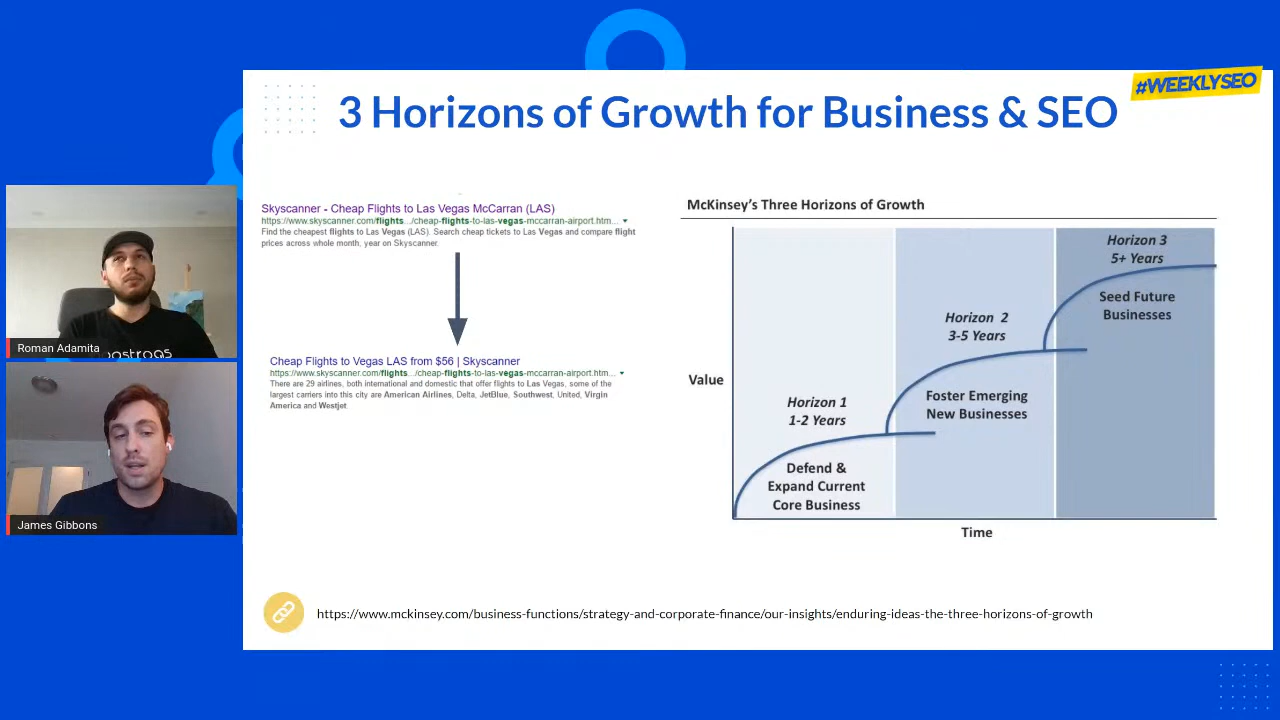 #WEEKLYSEO
3 Horizons of Growth for Business & SEO
Skyscanner - Cheap Flights to Las Vegas McCarran (LAS)
https://www.skyscanner.com/flights.../cheap-flights-to-las-vegas-mccarran-airport.htm...
Find the cheapest flights to Las Vegas (LAS). Search cheap tickets to Las Vegas and compare flight
prices across whole month, year on Skyscanner.
Cheap Flights to Vegas LAS from $56 | Skyscanner
https://www.skyscanner.com/flights.../cheap-flights-to-las-vegas-mccarran-airport.htm...
There are 29 airlines, both international and domestic that offer flights to Las Vegas, some of the
largest carriers into this city are American Airlines, Delta, JetBlue, Southwest, United, Virgin
America and Westjet.
McKinsey's Three Horizons of Growth
Horizon 3
5+ Years
Seed Future
Businesses
Horizon 2
3-5 Years
Foster Emerging
New Businesses
Value
Horizon 1
1-2 Years
Defend &
Expand Current
Core Business
Time
Roman Adamita
James Gibbons
https://www.mckinsey.com/business-functions/strategy-and-corporate-finance/our-insights/enduring-ideas-the-three-horizons-of-growth